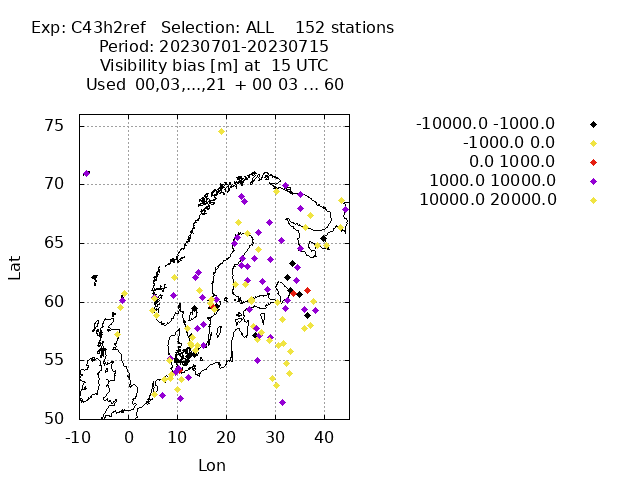 Exp: C43h2ref   Selection: ALL    152 stations
Period: 20230701-20230715
Visibility bias [m] at  15 UTC
Used  00,03,...,21  + 00 03 ... 60
-10000.0 -1000.0
-1000.0 0.0
0.0 1000.0
1000.0 10000.0
10000.0 20000.0
75
70
65
60
55
50
Lat
-10 0 10 20 30 40
Lon